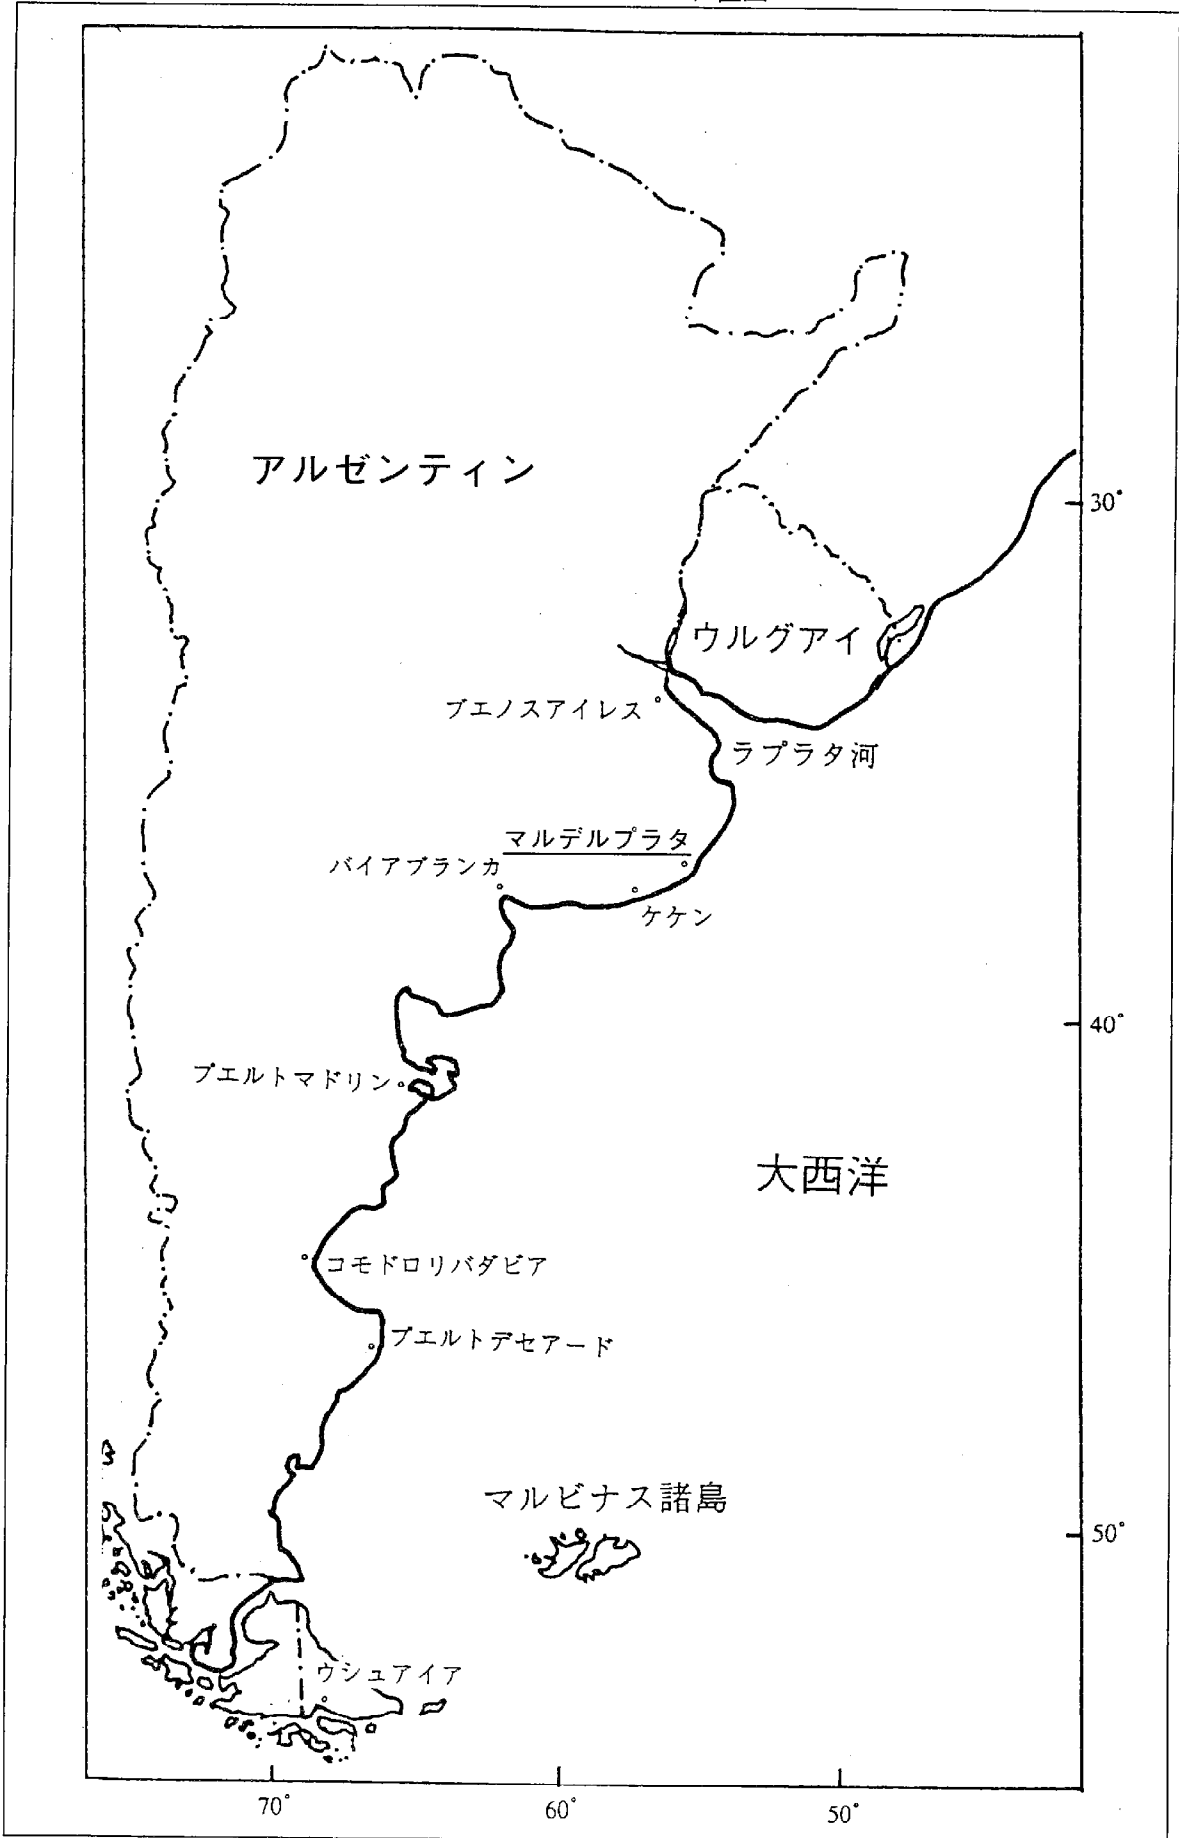 アルゼンティン
30°
ウルグアイ
ブエノスアイレス
ラプラタ河
マルデルプラタ
バイアブランカ
ケケン
40°
プエルトマドリン
大西洋
コモドロリバダビア
プエルトデセアード
マルビナス諸島
50°
ウシュアイア
70°
60°
50°